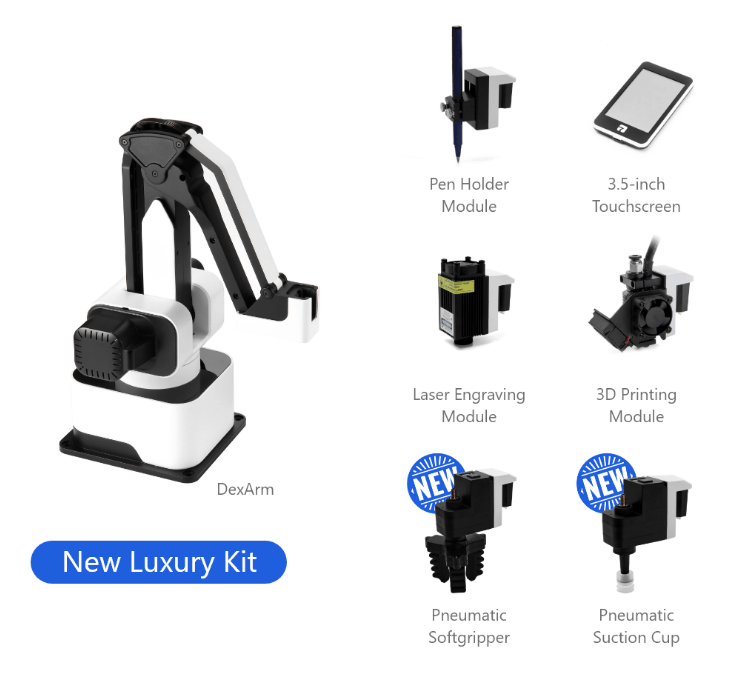 Pen Holder
Module
3.5-inch
Touchscreen
Laser Engraving
Module
3D Printing
Module
DexArm
NEW
NEW
New Luxury Kit
Pneumatic
Softgripper
Pneumatic
Suction Cup